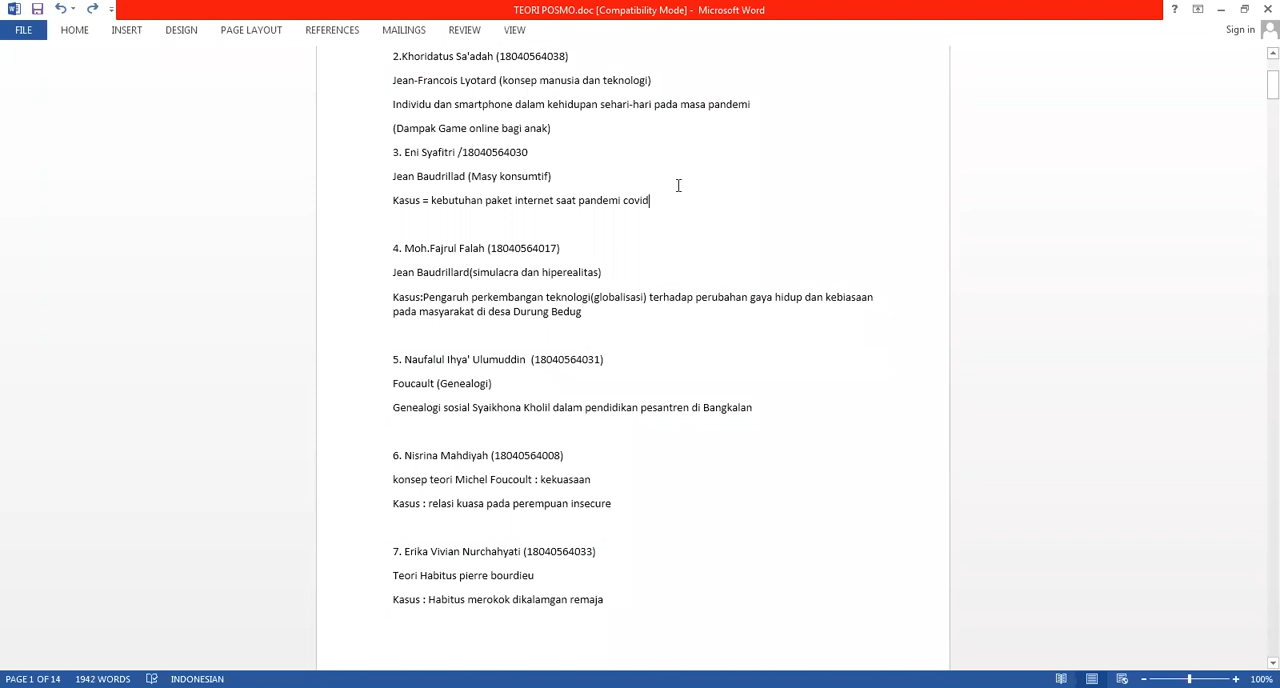 TEORI POSMO.doc [Compatibility Mode] - Microsoft Word
?
Sign in
FILE HOME INSERT DESIGN PAGE LAYOUT REFERENCES MAILINGS REVIEW VIEW
2.Khoridatus Sa'adah (18040564038)
Jean-Francois Lyotard (konsep manusia dan teknologi)
Individu dan smartphone dalam kehidupan sehari-hari pada masa pandemi
(Dampak Game online bagi anak)
3. Eni Syafitri /18040564030
Jean Baudrillad (Masy konsumtif)
Kasus = kebutuhan paket internet saat pandemi covid
4. Moh.Fajrul Falah (18040564017)
Jean Baudrillard(simulacra dan hiperealitas)
Kasus:Pengaruh perkembangan teknologi(globalisasi) terhadap perubahan gaya hidup dan kebiasaan
pada masyarakat di desa Durung Bedug
5. Naufalul Ihya' Ulumuddin  (18040564031)
Foucault (Genealogi)
Genealogi sosial Syaikhona Kholil dalam pendidikan pesantren di Bangkalan
6. Nisrina Mahdiyah (18040564008)
konsep teori Michel Foucoult : kekuasaan
Kasus : relasi kuasa pada perempuan insecure
7. Erika Vivian Nurchahyati (18040564033)
Teori Habitus pierre bourdieu
Kasus : Habitus merokok dikalamgan remaja
PAGE 1 OF 14 1942 WORDS INDONESIAN 100%